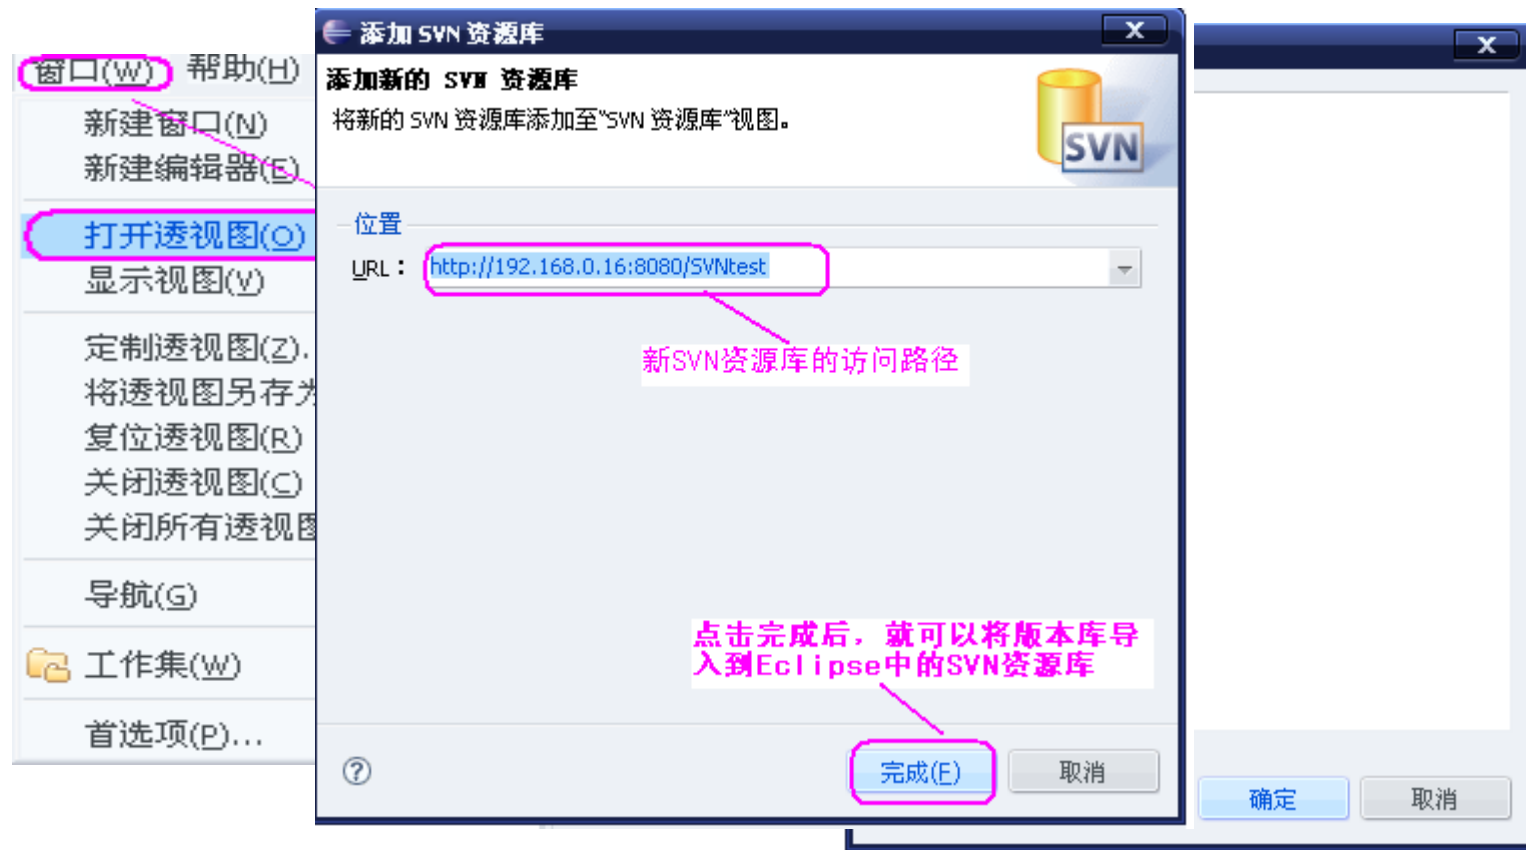 窗口(W) 帮助(H)
新建窗口(N)
新建编辑器(E)
打开透视图(O)
显示视图(V)
定制透视图(Z).
将透视图另存为
复位透视图(R)
关闭透视图(C)
关闭所有透视图
导航(G)
工作集(W)
首选项(P)...
添加 SVN 资源库
X
添加新的 SVN 资源库
将新的 SVN 资源库添加至"SVN 资源库"视图。
SVN
位置
URL： http://192.168.0.16:8080/SVNtest
新SVN资源库的访问路径
点击完成后，就可以将版本库导
入到Eclipse中的SVN资源库
?
完成(F) 取消
X
确定 取消